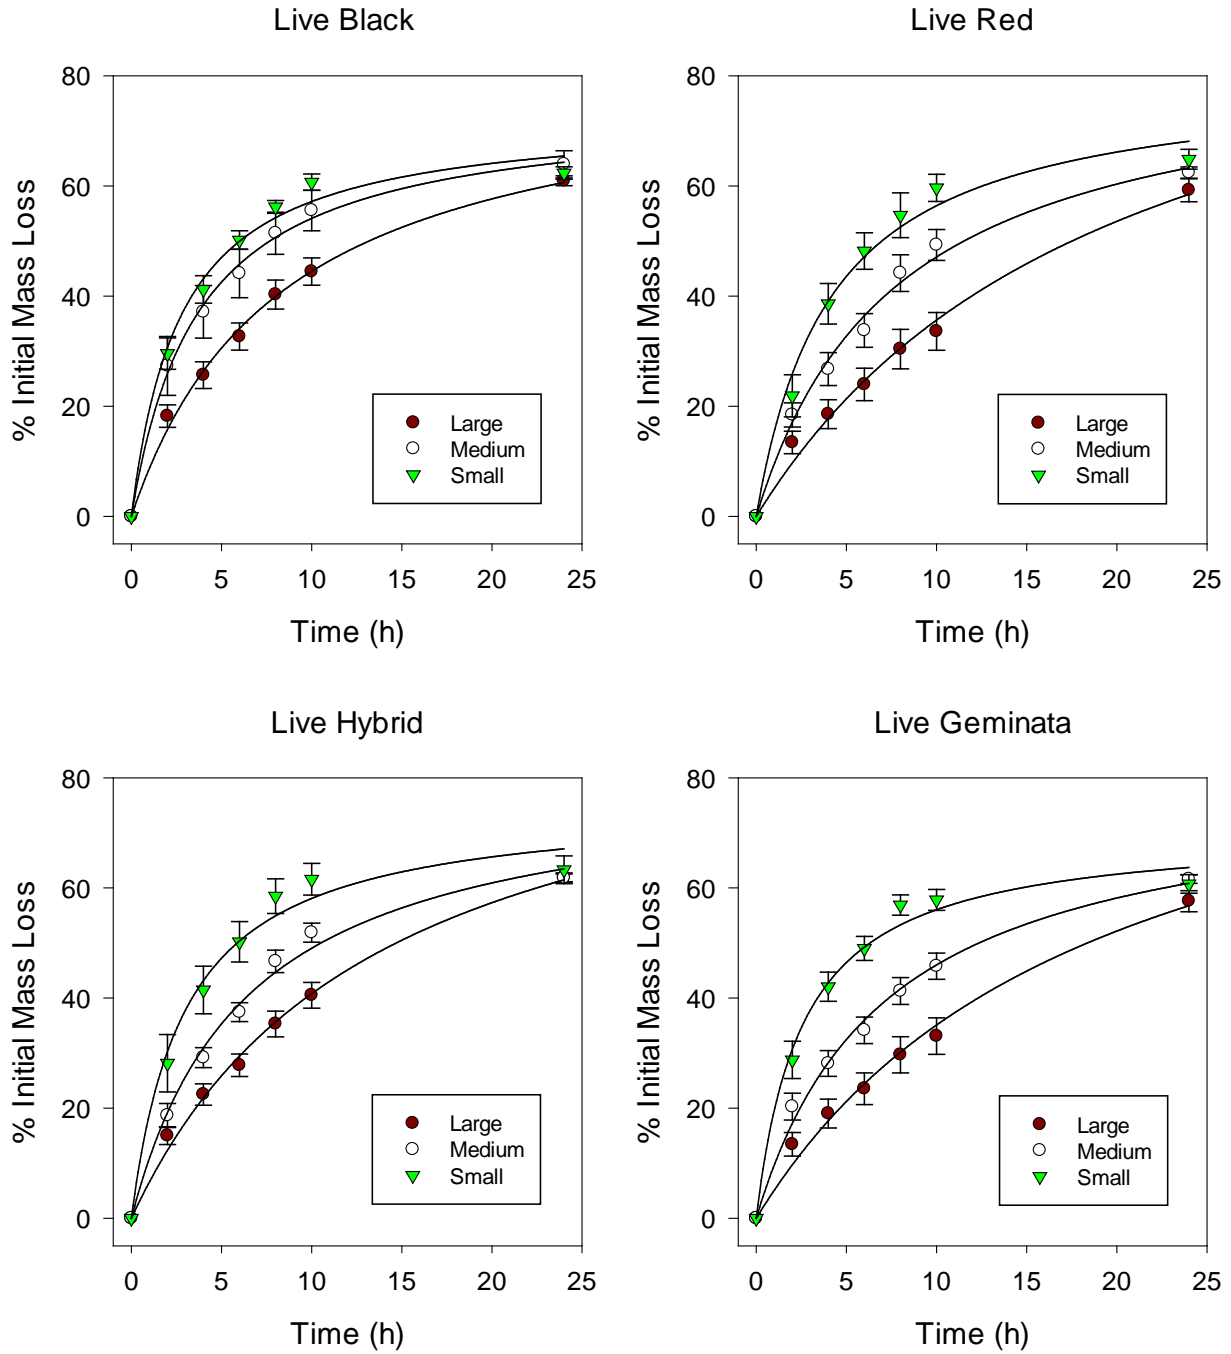 Live Black
% Initial Mass Loss
80
60
40
20
0
Large
Medium
Small
0 5 10 15 20 25
Time (h)
Live Red
% Initial Mass Loss
80
60
40
20
0
Large
Medium
Small
0 5 10 15 20 25
Time (h)
Live Hybrid
% Initial Mass Loss
80
60
40
20
0
Large
Medium
Small
0 5 10 15 20 25
Time (h)
Live Geminata
% Initial Mass Loss
80
60
40
20
0
Large
Medium
Small
0 5 10 15 20 25
Time (h)